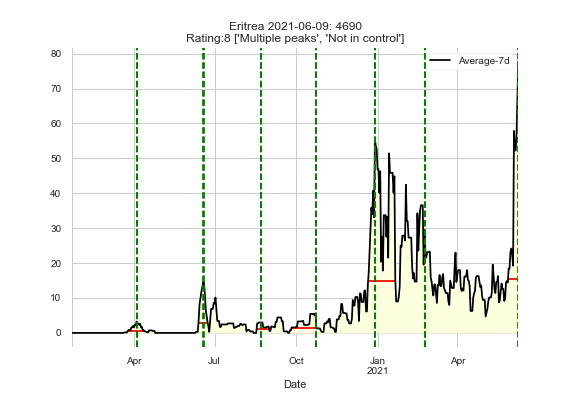 Eritrea 2021-06-09: 4690
Rating:8 ['Multiple peaks', 'Not in control']
Average-7d
80
70
60
50
40
30
20
10
0
Apr
Jul
Oct
Jan
2021
Apr
Date